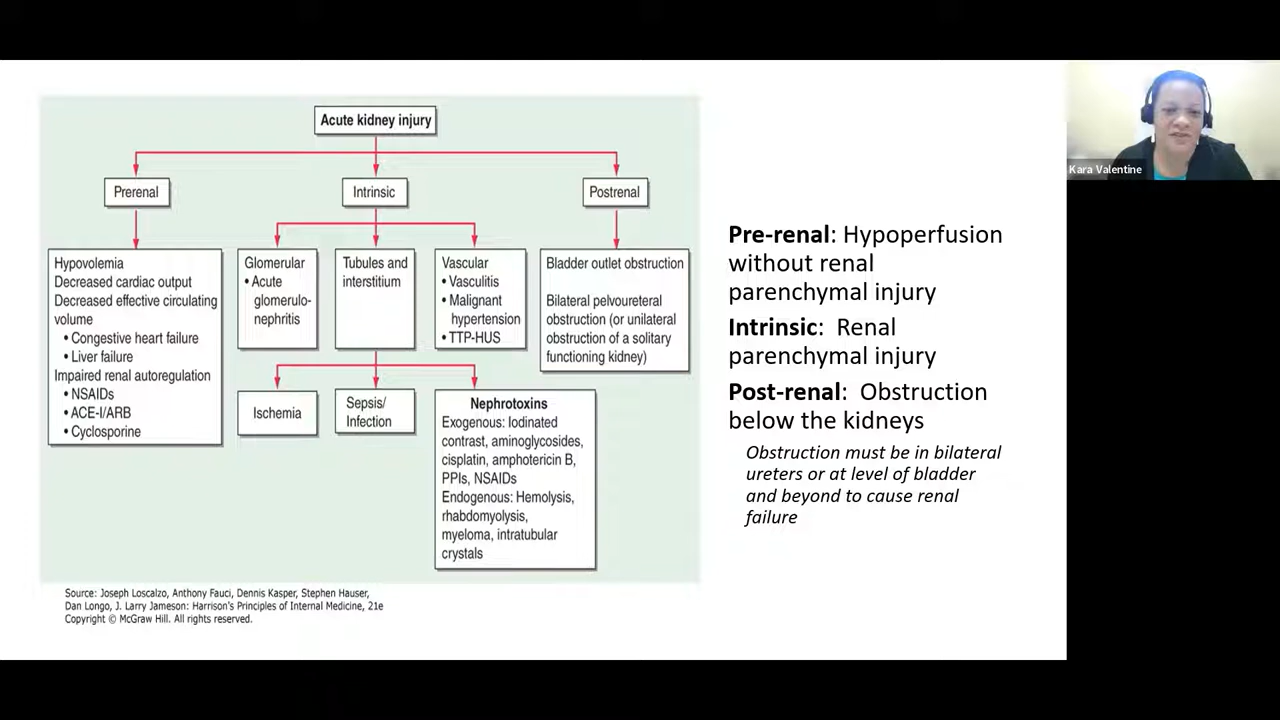 Acute kidney injury
Prerenal
Intrinsic
Postrenal
Hypovolemia
Decreased cardiac output
Decreased effective circulating
volume
• Congestive heart failure
• Liver failure
Impaired renal autoregulation
• NSAIDs
• ACE-I/ARB
• Cyclosporine
Glomerular
• Acute
glomerulo-
nephritis
Tubules and
interstitium
Vascular
• Vasculitis
• Malignant
hypertension
• TTP-HUS
Bladder outlet obstruction
Bilateral pelvoureteral
obstruction (or unilateral
obstruction of a solitary
functioning kidney)
Ischemia
Sepsis/
Infection
Nephrotoxins
Exogenous: Iodinated
contrast, aminoglycosides,
cisplatin, amphotericin B,
PPIs, NSAIDs
Endogenous: Hemolysis,
rhabdomyolysis,
myeloma, intratubular
crystals
Source: Joseph Loscalzo, Anthony Fauci, Dennis Kasper, Stephen Hauser,
Dan Longo, J. Larry Jameson: Harrison's Principles of Internal Medicine, 21e
Copyright © McGraw Hill. All rights reserved.
Pre-renal: Hypoperfusion
without renal
parenchymal injury
Intrinsic: Renal
parenchymal injury
Post-renal: Obstruction
below the kidneys
Obstruction must be in bilateral
ureters or at level of bladder
and beyond to cause renal
failure
Kara Valentine